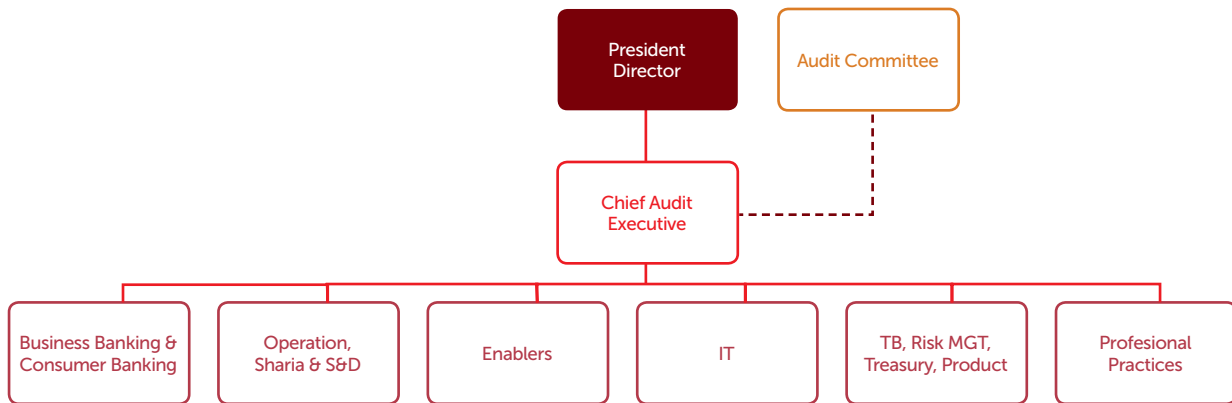 President
Director
Audit Committee
Chief Audit
Executive
Business Banking &
Consumer Banking
Operation,
Sharia & S&D
Enablers
IT
TB, Risk MGT,
Treasury, Product
Profesional
Practices